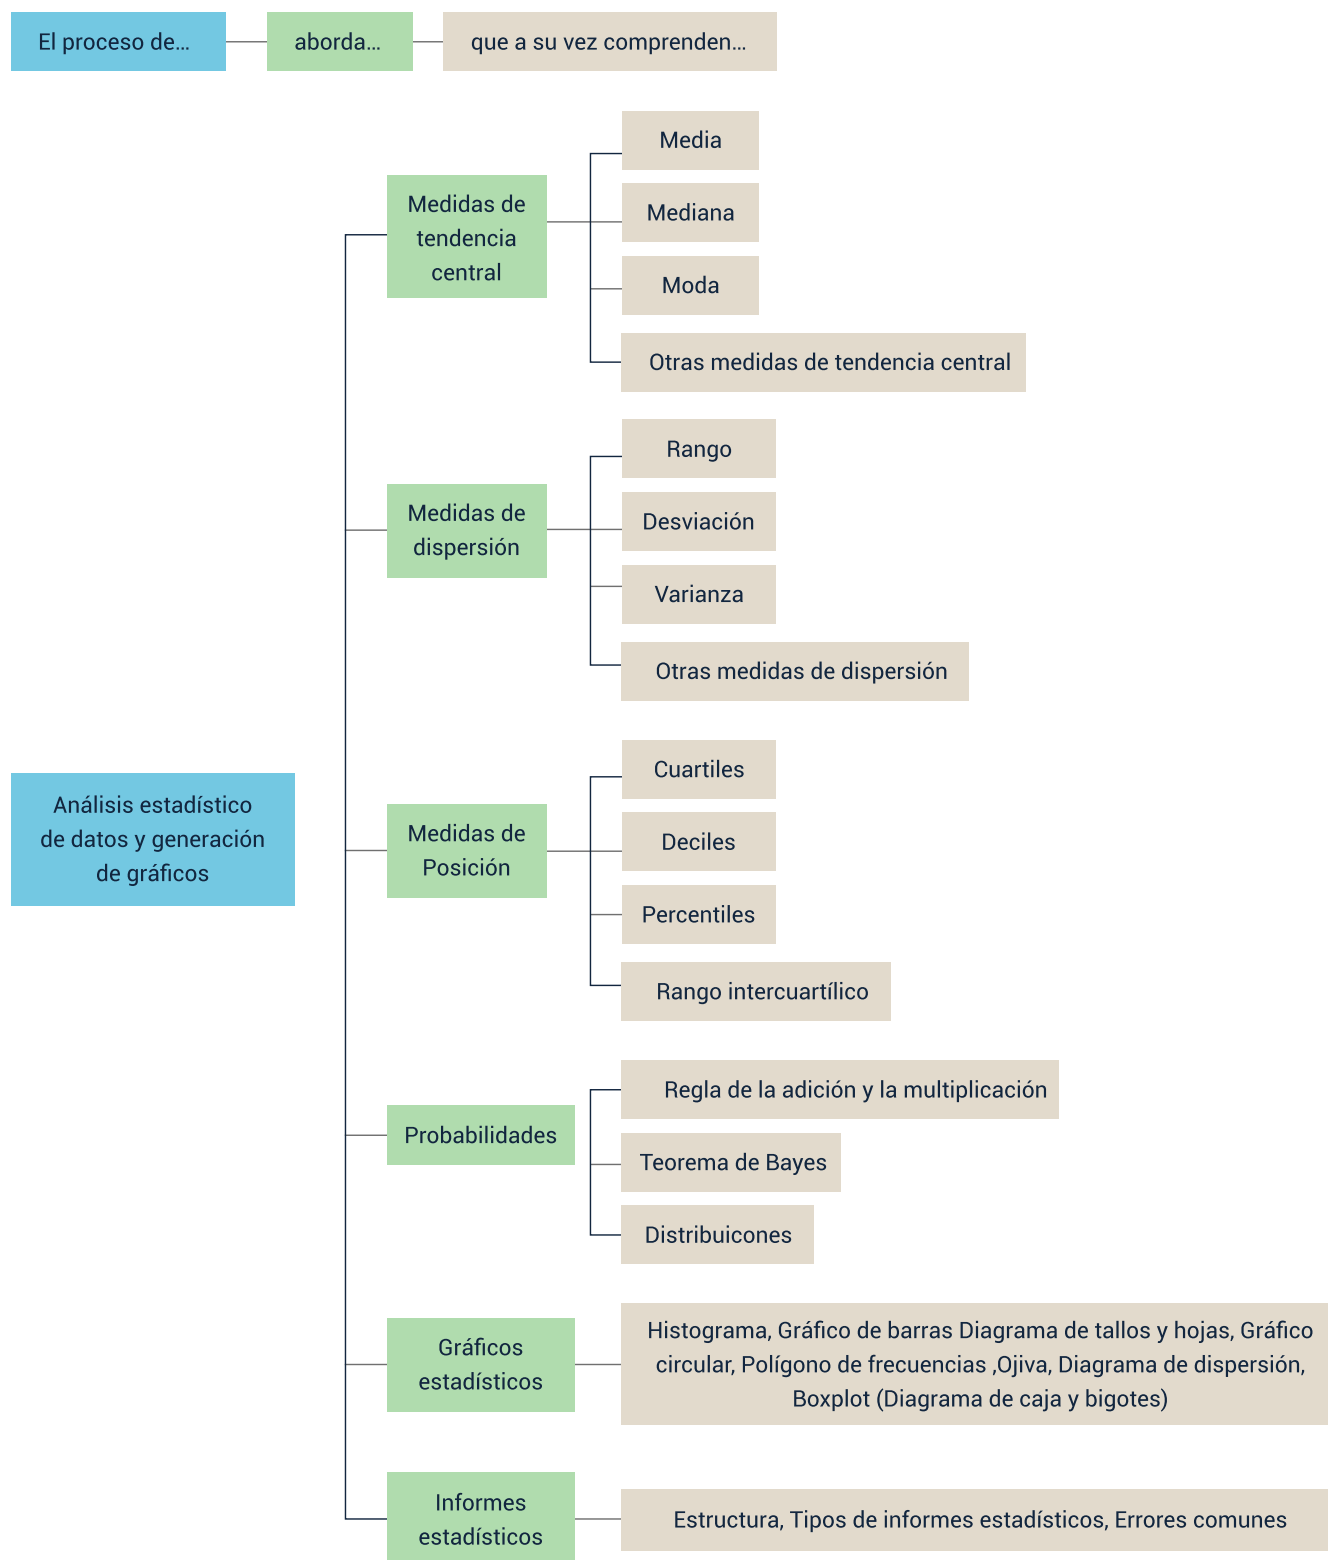 El proceso de...
aborda...
que a su vez comprenden...
Medidas de
tendencia
central
Media
Mediana
Moda
Otras medidas de tendencia central
Medidas de
dispersión
Rango
Desviación
Varianza
Otras medidas de dispersión
Análisis estadístico
de datos y generación
de gráficos
Medidas de
Posición
Cuartiles
Deciles
Percentiles
Rango intercuartílico
Probabilidades
Regla de la adición y la multiplicación
Teorema de Bayes
Distribuicones
Gráficos
estadísticos
Histograma, Gráfico de barras Diagrama de tallos y hojas, Gráfico
circular, Polígono de frecuencias ,Ojiva, Diagrama de dispersión,
Boxplot (Diagrama de caja y bigotes)
Informes
estadísticos
Estructura, Tipos de informes estadísticos, Errores comunes